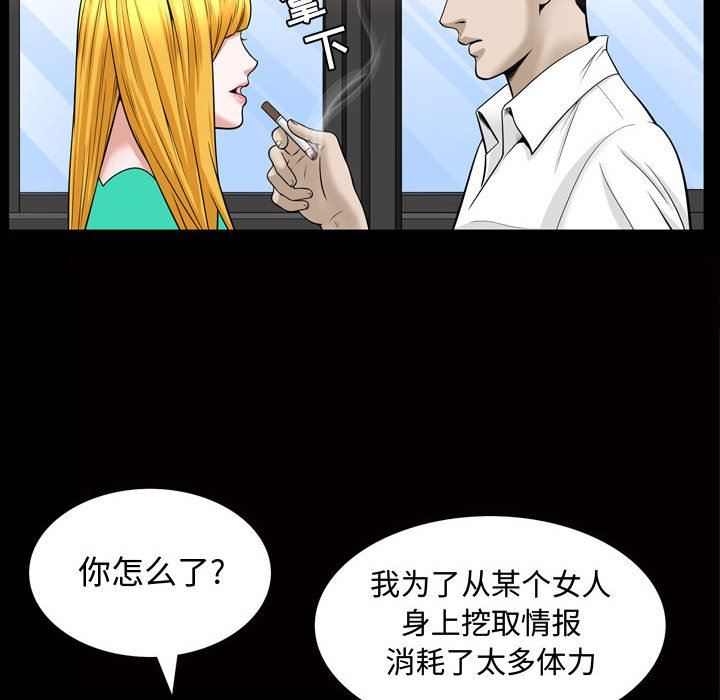 拿下
你怎么了?
我为了从某个女人
身上挖取情报
消耗了太多体力